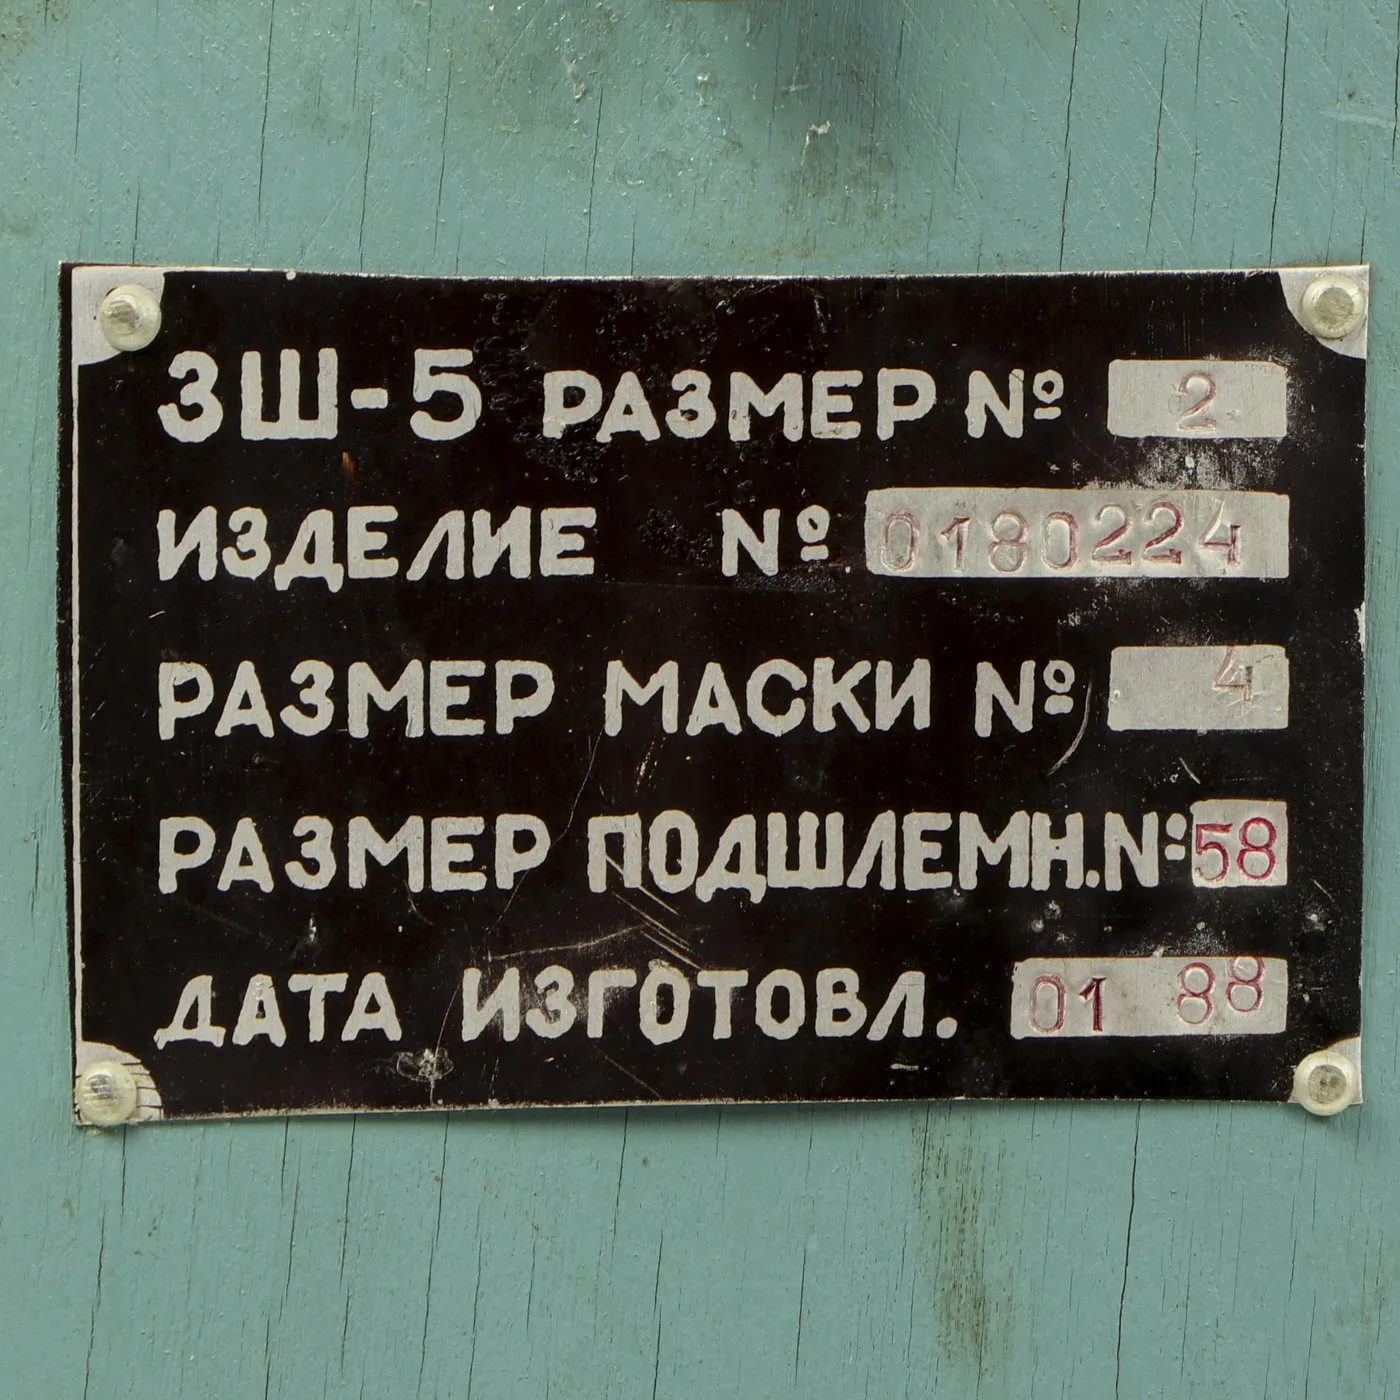 ЗШ-5 РАЗМЕР № 2
ИЗДЕЛИЕ № 0180224
РАЗМЕР МАСКИ № 4
РАЗМЕР ПОДШЛЕМН.№ 58
ДАТА ИЗГОТОВЛ. 01 88